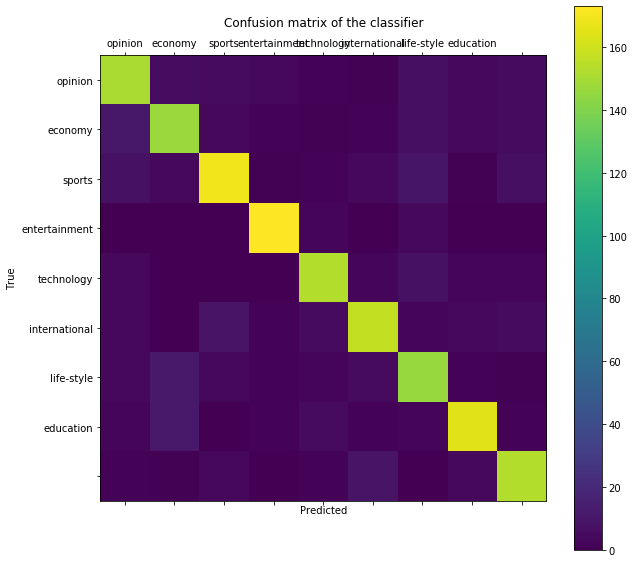 Confusion matrix of the classifier
opinion economy sports entertainment technology international life-style education
opinion
economy
sports
entertainment
technology
international
life-style
education
True
Predicted
160
140
120
100
80
60
40
20
0